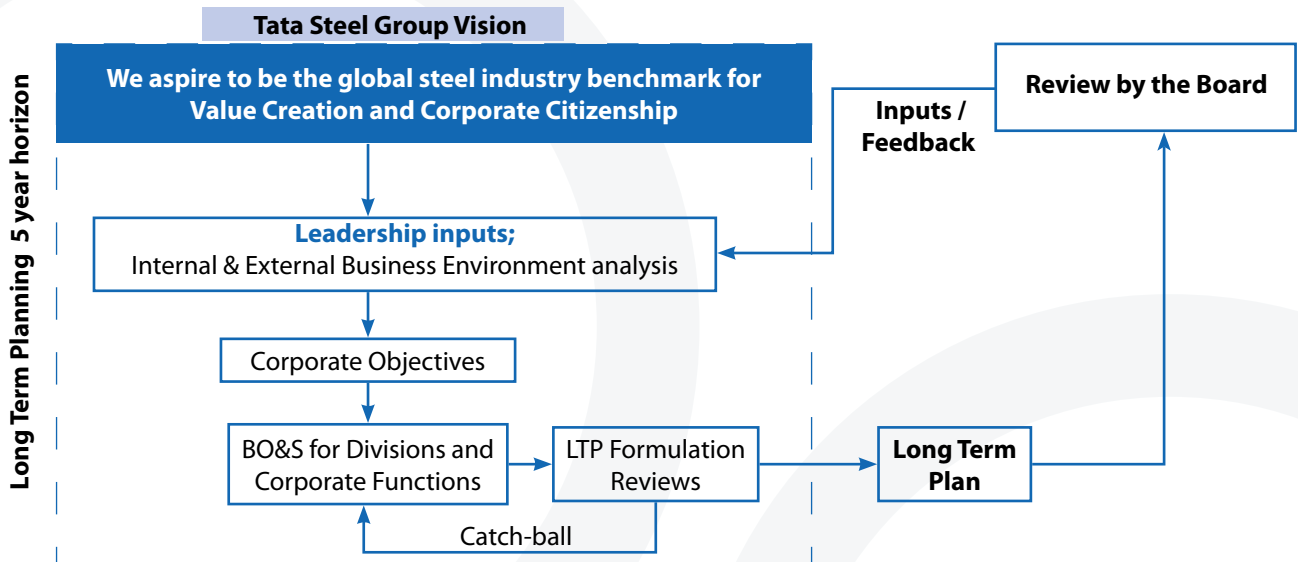 Tata Steel Group Vision
We aspire to be the global steel industry benchmark for
Value Creation and Corporate Citizenship
Review by the Board
Inputs /
Feedback
Long Term Planning 5 year horizon
Leadership inputs;
Internal & External Business Environment analysis
Corporate Objectives
BO&S for Divisions and
Corporate Functions
LTP Formulation
Reviews
Long Term
Plan
Catch-ball